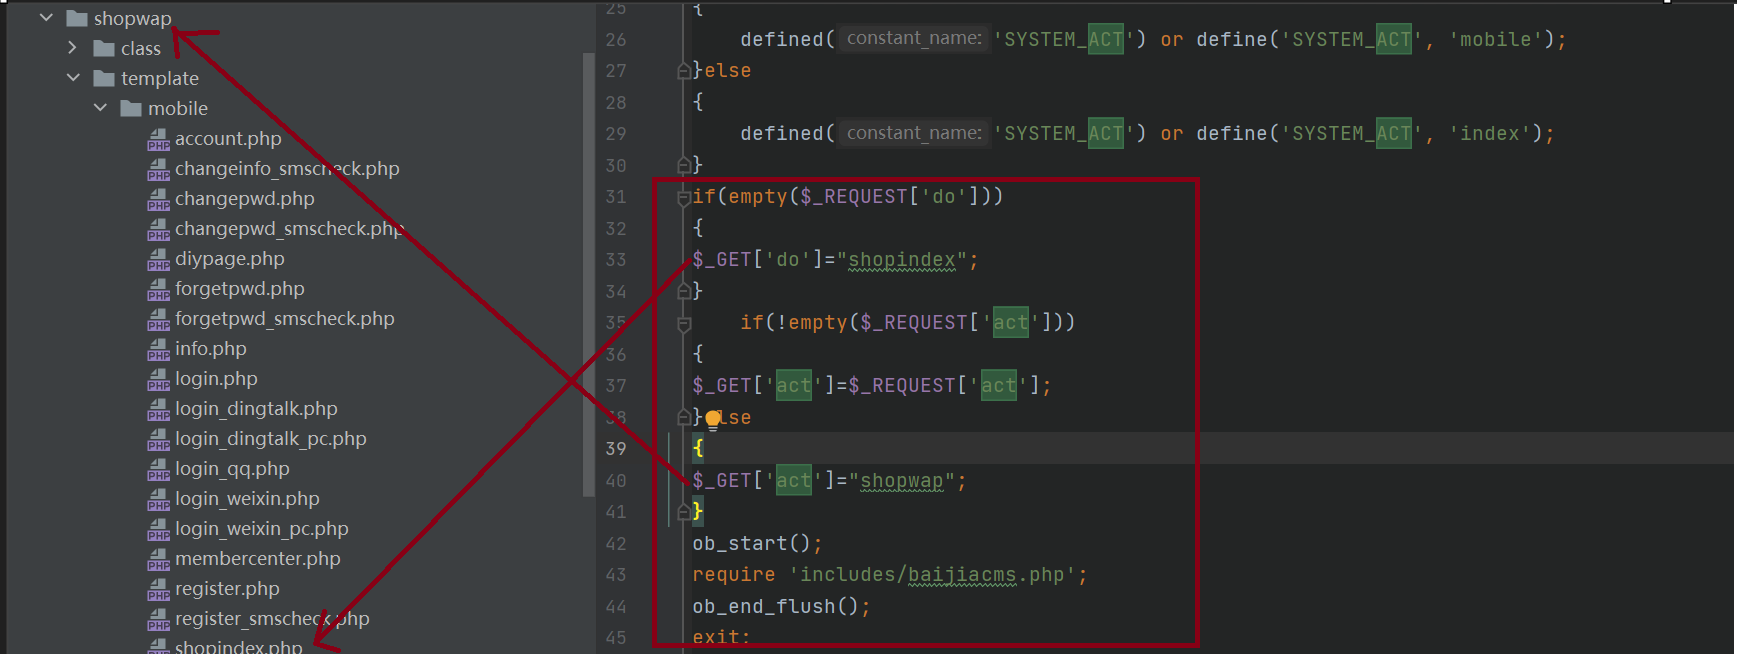 shopwap
class
template
mobile
account.php
changeinfo_smscheck.php
changepwd.php
changepwd_smscheck.php
diypage.php
forgetpwd.php
forgetpwd_smscheck.php
info.php
login.php
login_dingtalk.php
login_dingtalk_pc.php
login_qq.php
login_weixin.php
login_weixin_pc.php
membercenter.php
register.php
register_smscheck.php
shopindex.php
25 {
26 defined( constant_name: 'SYSTEM_ACT') or define('SYSTEM_ACT', 'mobile');
27 }else
28 {
29 defined( constant_name: 'SYSTEM_ACT') or define('SYSTEM_ACT', 'index');
30 }
31 if(empty($_REQUEST['do']))
32 {
33 $_GET['do']="shopindex";
34 }
35 if(!empty($_REQUEST['act']))
36 {
37 $_GET['act']=$_REQUEST['act'];
38 }else
39 {
40 $_GET['act']="shopwap";
41 }
42 ob_start();
43 require 'includes/baijiacms.php';
44 ob_end_flush();
45 exit;